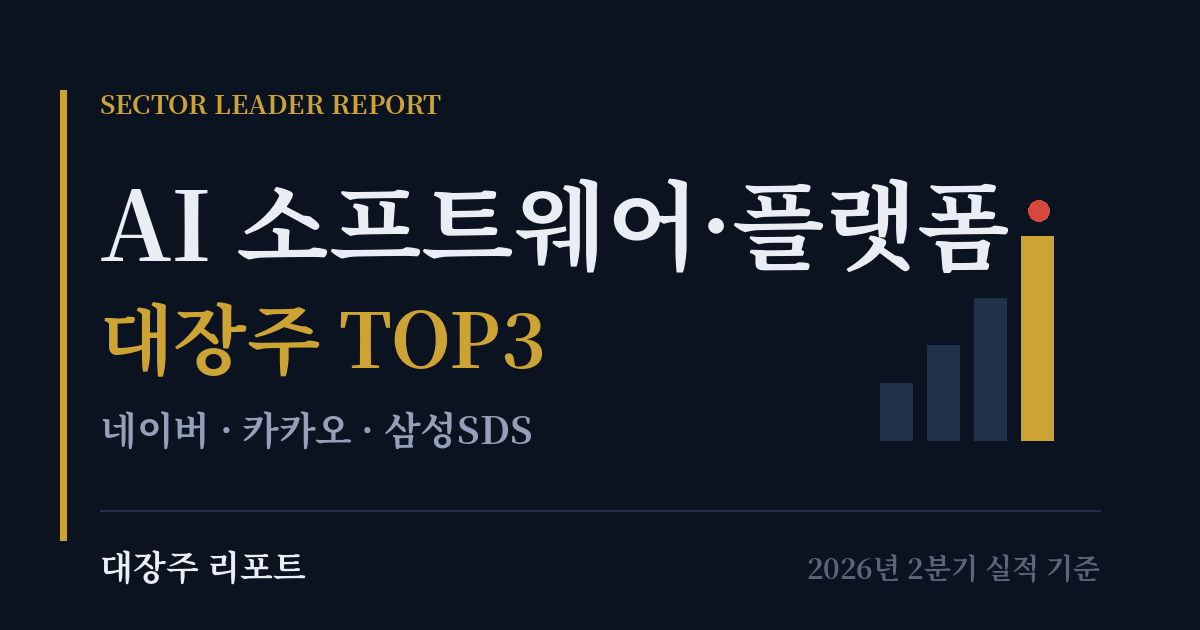 SECTOR LEADER REPORT
AI 소프트웨어·플랫폼
대장주 TOP3
네이버 · 카카오 · 삼성SDS
대장주 리포트
2026년 2분기 실적 기준